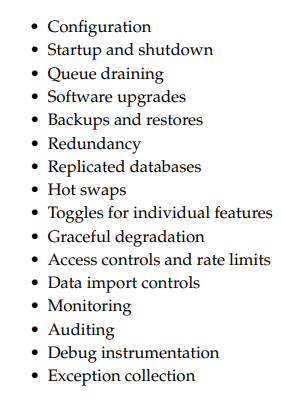 • Configuration
• Startup and shutdown
• Queue draining
• Software upgrades
• Backups and restores
• Redundancy
• Replicated databases
• Hot swaps
• Toggles for individual features
• Graceful degradation
• Access controls and rate limits
• Data import controls
• Monitoring
• Auditing
• Debug instrumentation
• Exception collection